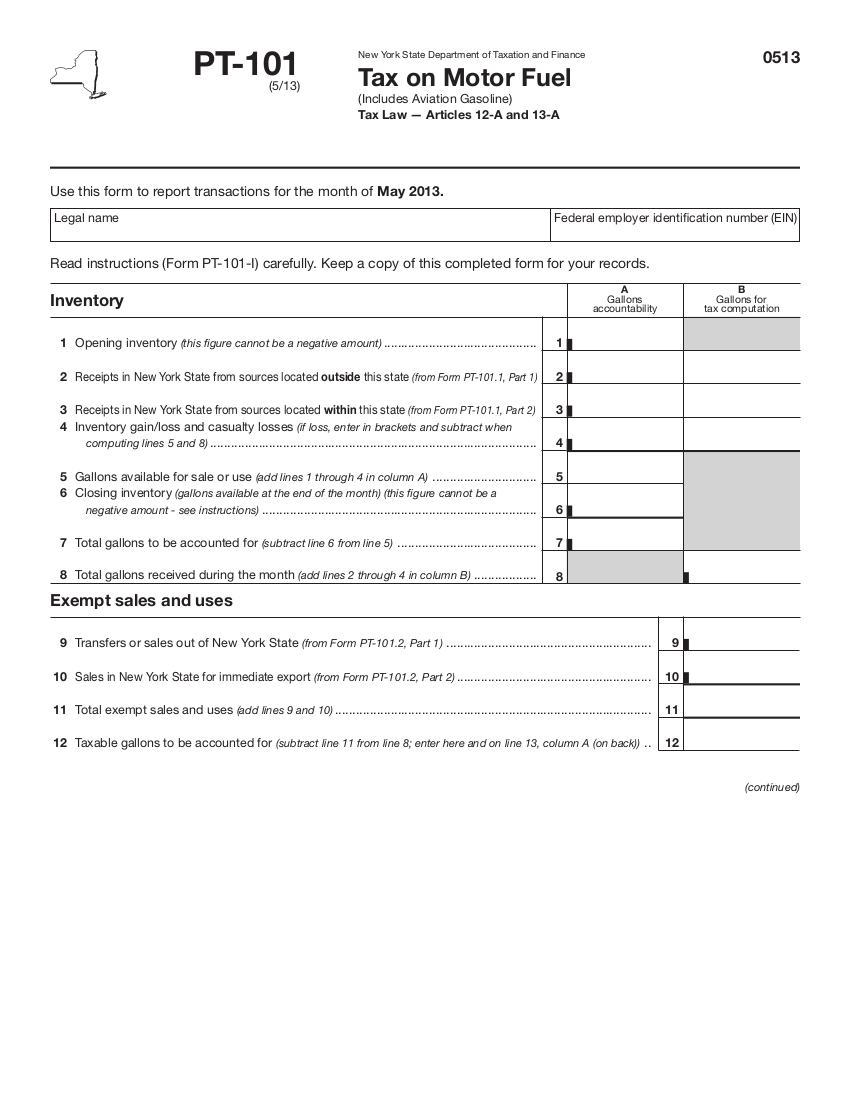 PT-101
(5/13)
New York State Department of Taxation and Finance
Tax on Motor Fuel
(Includes Aviation Gasoline)
Tax Law — Articles 12-A and 13-A
0513
Use this form to report transactions for the month of May 2013.
Legal name
Federal employer identification number (EIN)
Read instructions (Form PT-101-I) carefully. Keep a copy of this completed form for your records.
Inventory
A
Gallons
accountability
B
Gallons for
tax computation
1 Opening inventory (this figure cannot be a negative amount) ............................................... 1
2 Receipts in New York State from sources located outside this state (from Form PT-101.1, Part 1) 2
3 Receipts in New York State from sources located within this state (from Form PT-101.1, Part 2) 3
4 Inventory gain/loss and casualty losses (if loss, enter in brackets and subtract when
computing lines 5 and 8) .................................................................................................... 4
5 Gallons available for sale or use (add lines 1 through 4 in column A) ................................ 5
6 Closing inventory (gallons available at the end of the month) (this figure cannot be a
negative amount - see instructions) .................................................................................... 6
7 Total gallons to be accounted for (subtract line 6 from line 5) ........................................... 7
8 Total gallons received during the month (add lines 2 through 4 in column B) ................... 8
Exempt sales and uses
9 Transfers or sales out of New York State (from Form PT-101.2, Part 1) ............................................................... 9
10 Sales in New York State for immediate export (from Form PT-101.2, Part 2) ............................................................ 10
11 Total exempt sales and uses (add lines 9 and 10) ................................................................................................. 11
12 Taxable gallons to be accounted for (subtract line 11 from line 8; enter here and on line 13, column A (on back)) .. 12
(continued)